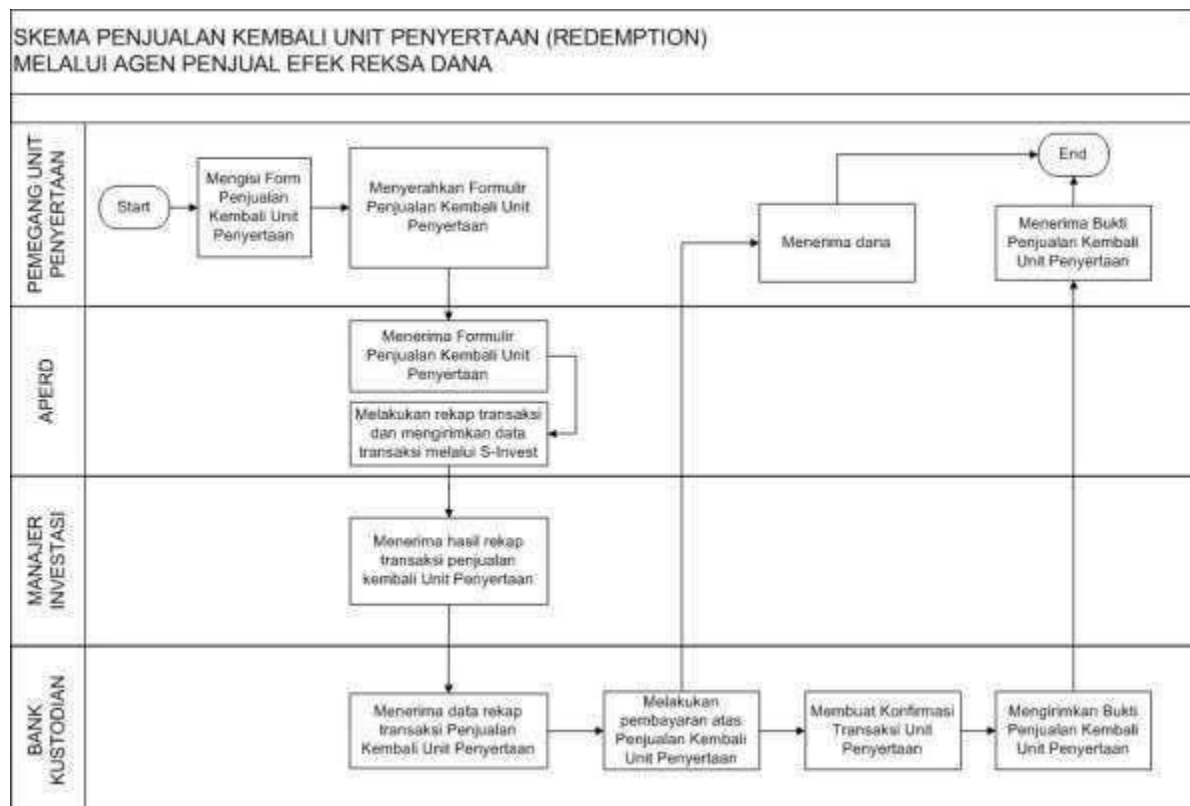 SKEMA PENJUALAN KEMBALI UNIT PENYERTAAN (REDEMPTION)
MELALUI AGEN PENJUAL EFEK REKSA DANA
PEMEGANG UNIT
PENYERTAAN
Start
Mengisi Form
Penjualan
Kembali Unit
Penyertaan
Menyerahkan Formulir
Penjualan Kembali Unit
Penyertaan
Menerima dana
End
Menerima Bukti
Penjualan Kembali
Unit Penyertaan
APERD
Menerima Formulir
Penjualan Kembali Unit
Penyertaan
Melakukan rekap transaksi
dan mengirimkan data
transaksi melalui S-Invest
MANAJER
INVESTASI
Menerima hasil rekap
transaksi penjualan
kembali Unit Penyertaan
BANK
KUSTODIAN
Menerima data rekap
transaksi Penjualan
Kembali Unit Penyertaan
Melakukan
pembayaran atas
Penjualan Kembali
Unit Penyertaan
Membuat Konfirmasi
Transaksi Unit
Penyertaan
Mengirimkan Bukti
Penjualan Kembali
Unit Penyertaan